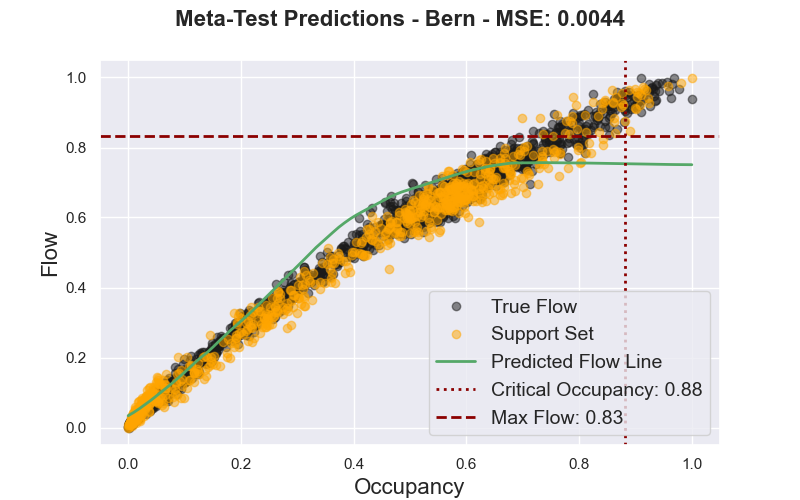 Meta-Test Predictions - Bern - MSE: 0.0044
1.0
0.8
0.6
0.4
0.2
0.0
Flow
True Flow
Support Set
Predicted Flow Line
Critical Occupancy: 0.88
Max Flow: 0.83
0.0 0.2 0.4 0.6 0.8 1.0
Occupancy